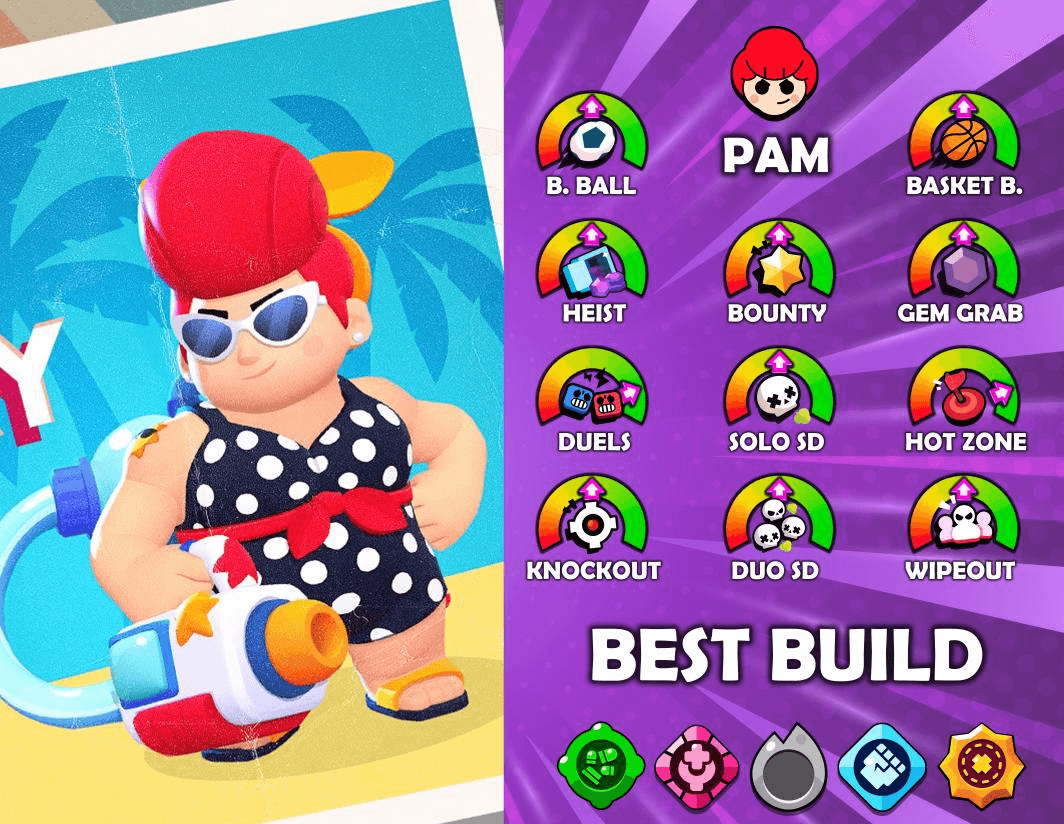 Y
PAM
B. BALL
BASKET B.
HEIST
BOUNTY
GEM GRAB
DUELS
SOLO SD
HOT ZONE
KNOCKOUT
DUO SD
WIPEOUT
BEST BUILD